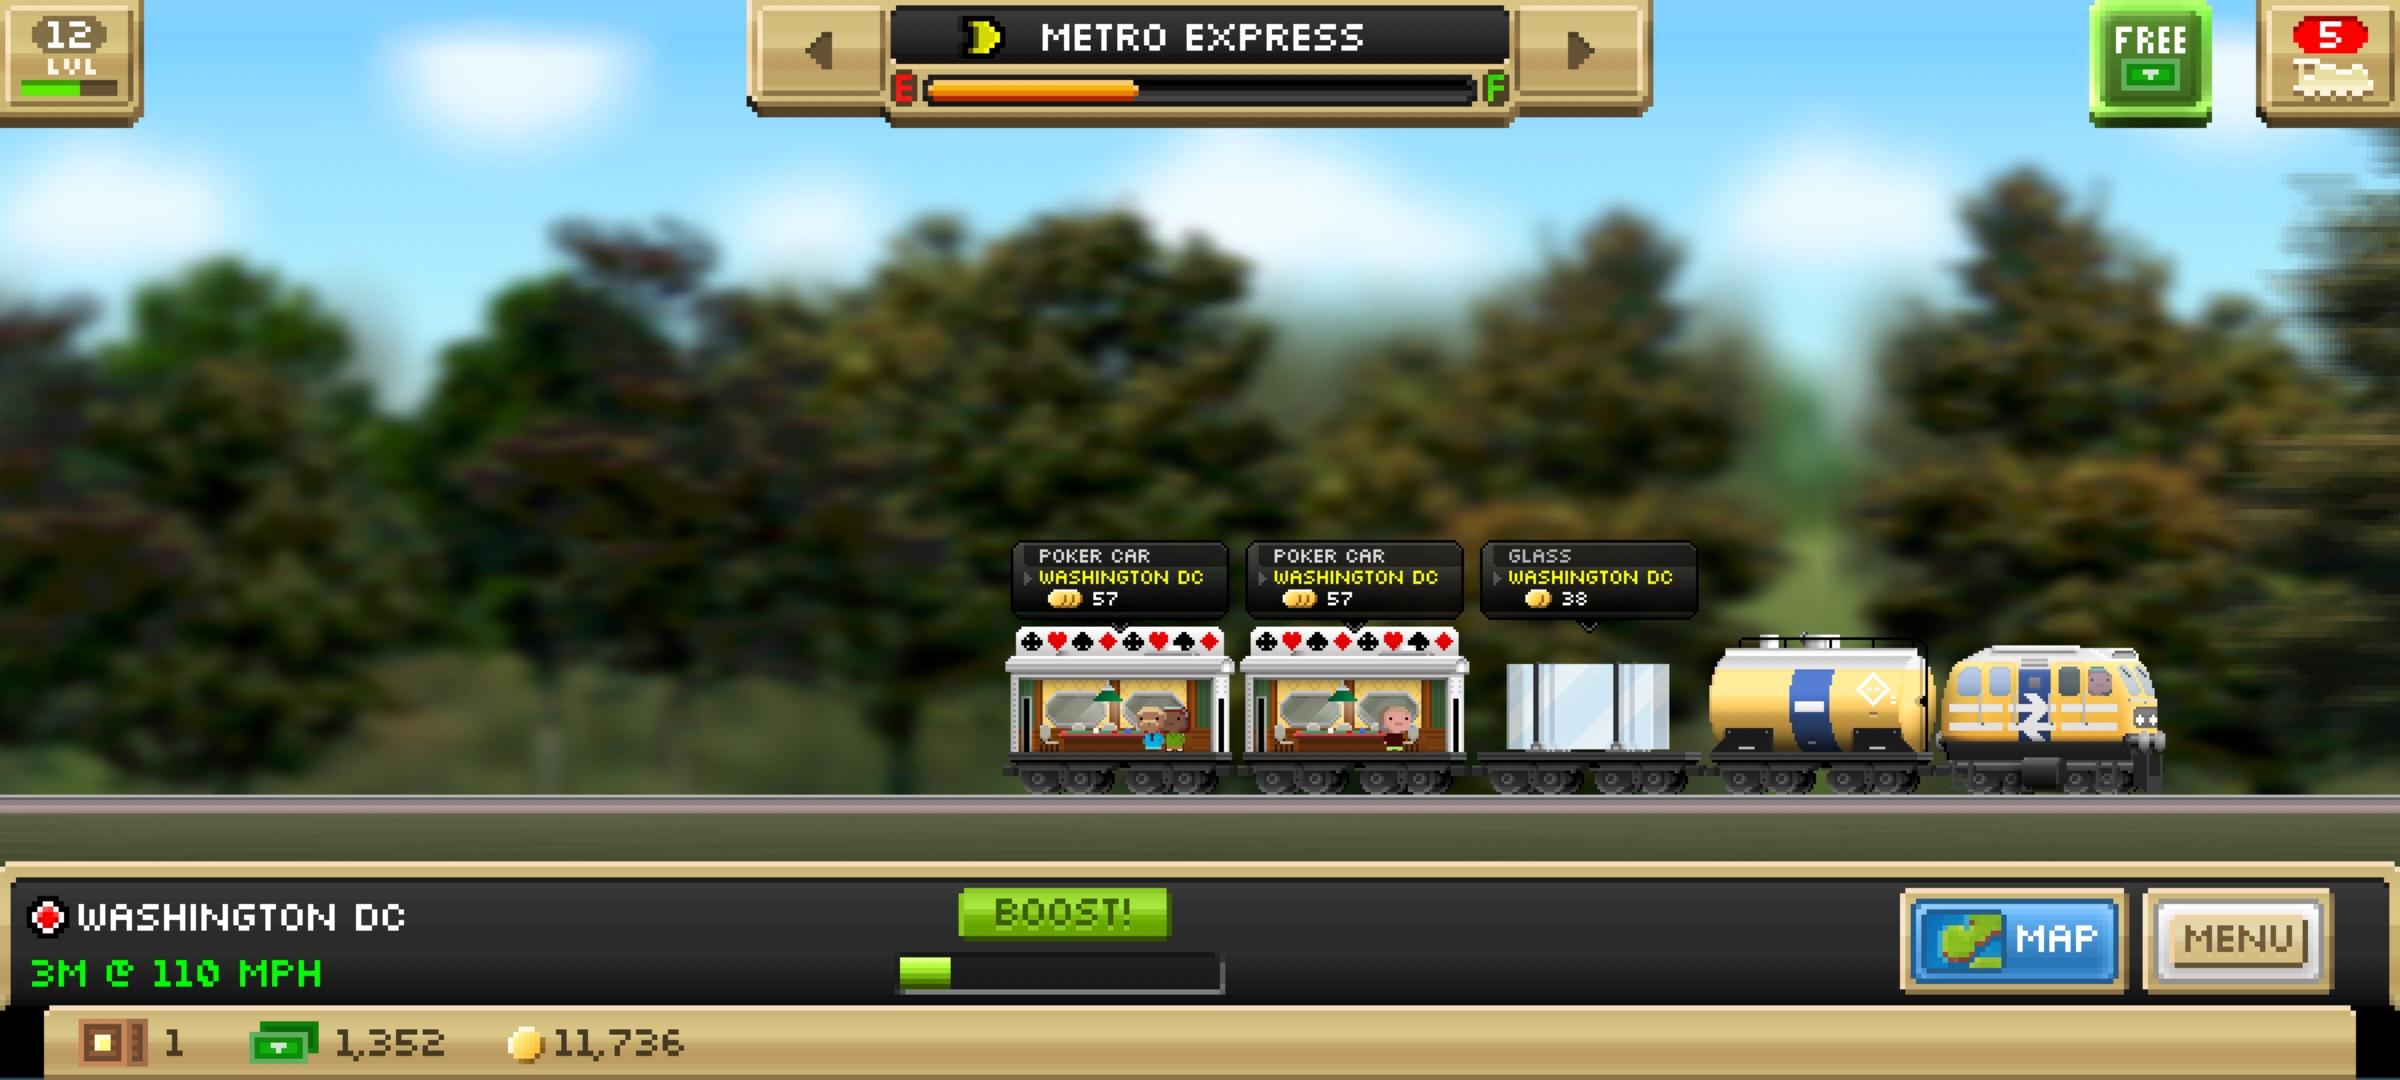 12
LVL
METRO EXPRESS
E F
FREE
5
POKER CAR
WASHINGTON DC
57
POKER CAR
WASHINGTON DC
57
GLASS
WASHINGTON DC
38
WASHINGTON DC
3M @ 110 MPH
BOOST!
MAP
MENU
1
1,352
11,736